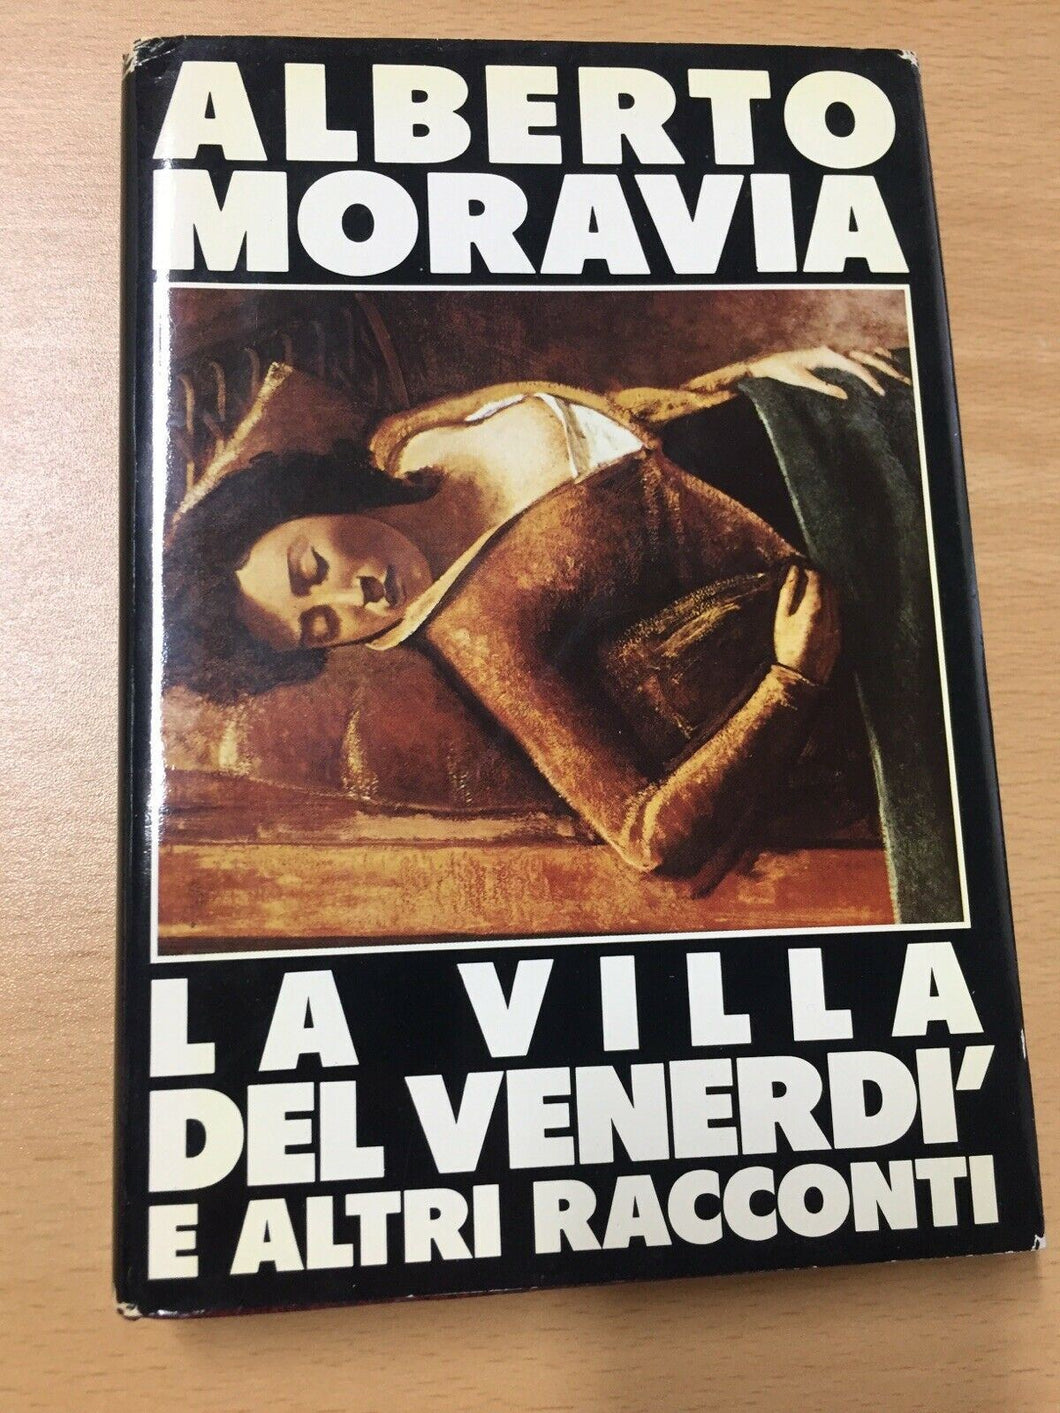 ALBERTO
MORAVIA
LA VILLA
DEL VENERDI'
E ALTRI RACCONTI